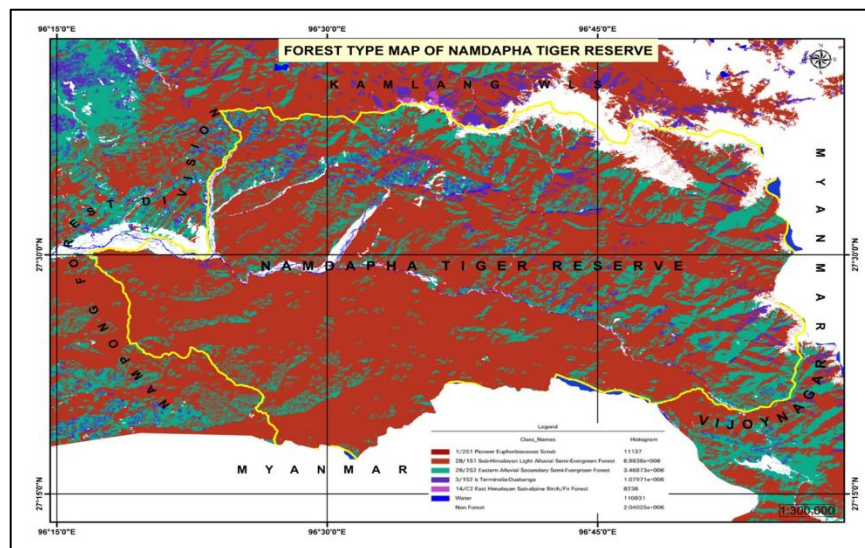 96°15'0"E 96°30'0"E 96°45'0"E
FOREST TYPE MAP OF NAMDAPHA TIGER RESERVE
N
KAMLANG WLS
NAMPONG FOREST DIVISION
MYANMAR
27°30'0"N 27°30'0"N
NAMDAPHA TIGER RESERVE
VIJOYNAGAR
MYANMAR
Legend
Class_Names Histogram
1/2S1 Pioneer Euphorbiaceous Scrub 11137
2B/1S1 Sub-Himalayan Light Alluvial Semi-Evergreen Forest
2B/2S2 Eastern Alluvial Secondary Semi-Evergreen Forest 3.46873e+006
3/1S2 b Terminalia-Duabanga 1.07971e+006
14/C2 East Himalayan Sub-alpine Birch/Fir Forest 8238
Water 110831
Non Forest 2.04025e+006
27°15'0"N 27°15'0"N
1:300,000
96°15'0"E 96°30'0"E 96°45'0"E